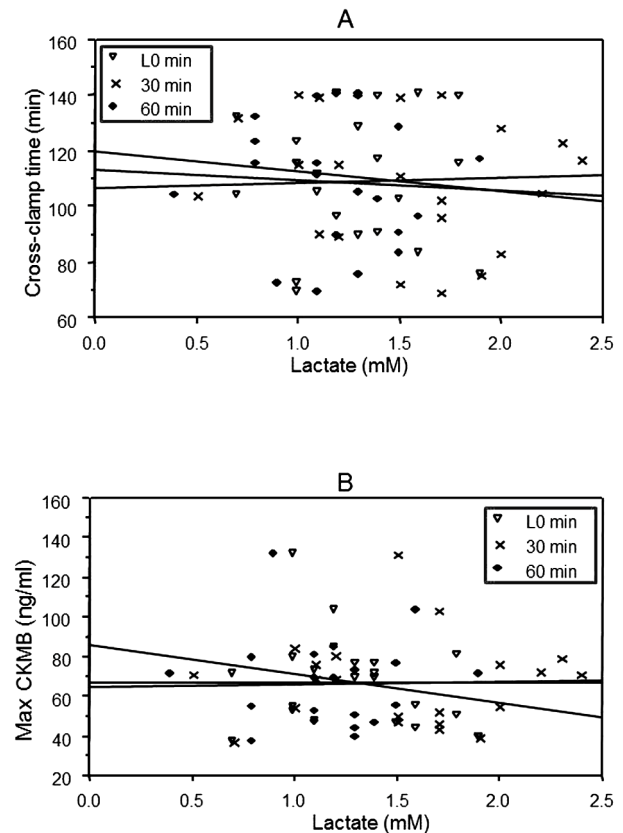 A
160
140
120
100
80
60
Cross-clamp time (min)
L0 min
30 min
60 min
0.0 0.5 1.0 1.5 2.0 2.5
Lactate (mM)
B
160
140
120
100
80
60
40
20
Max CKMB (ng/ml)
L0 min
30 min
60 min
0.0 0.5 1.0 1.5 2.0 2.5
Lactate (mM)